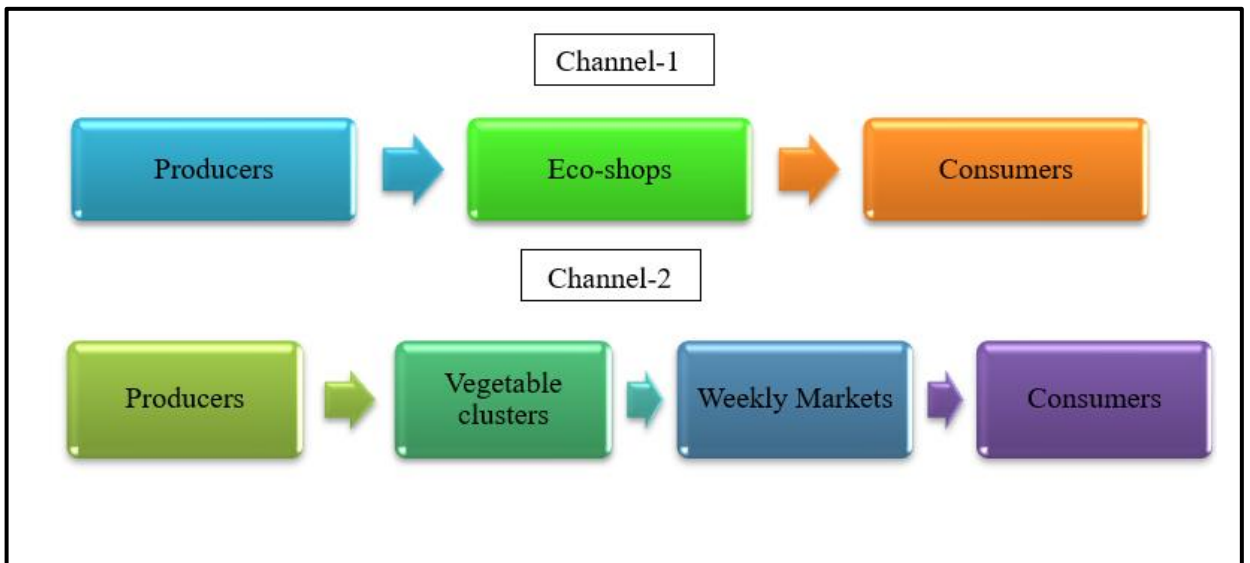 Channel-1
Producers
Eco-shops
Consumers
Channel-2
Producers
Vegetable
clusters
Weekly Markets
Consumers